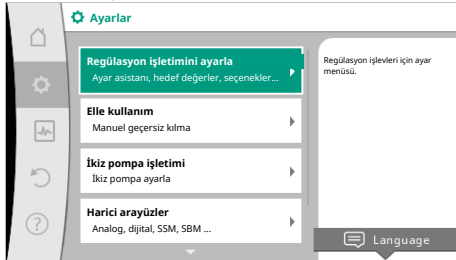 Ayarlar
Regülasyon işletimini ayarla
Ayar asistanı, hedef değerler, seçenekler...
Elle kullanım
Manuel geçersiz kılma
İkiz pompa işletimi
İkiz pompa ayarla
Harici arayüzler
Analog, dijital, SSM, SBM ...
Regülasyon işlevleri için ayar
menüsü.
Language